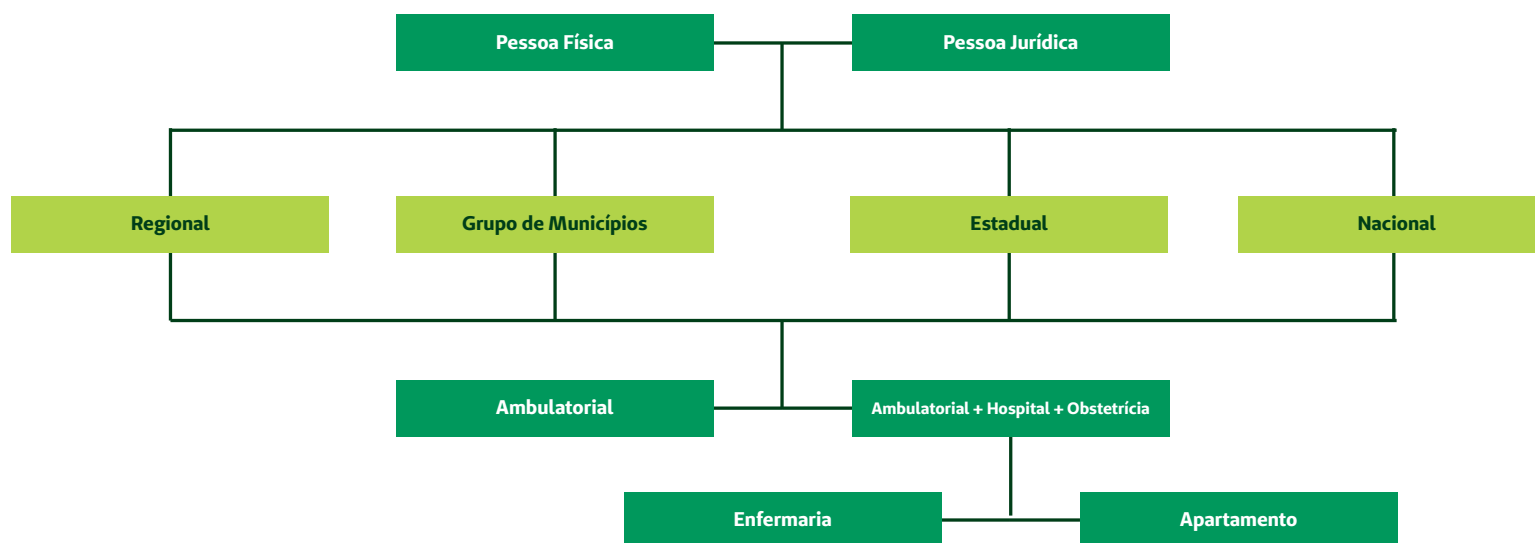 Pessoa Física
Pessoa Jurídica
Regional
Grupo de Municípios
Estadual
Nacional
Ambulatorial
Ambulatorial + Hospital + Obstetrícia
Enfermaria
Apartamento